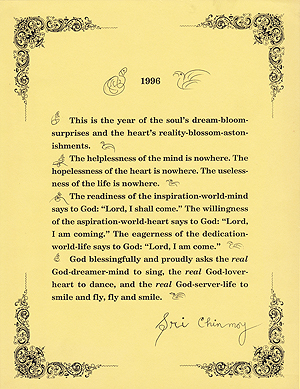 1996
This is the year of the soul's dream-bloom-
surprises and the heart's reality-blossom-aston-
ishments.
The helplessness of the mind is nowhere. The
hopelessness of the heart is nowhere. The useless-
ness of the life is nowhere.
The readiness of the inspiration-world-mind
says to God: "Lord, I shall come." The willingness
of the aspiration-world-heart says to God: "Lord,
I am coming." The eagerness of the dedication-
world-life says to God: "Lord, I am come."
God blessingfully and proudly asks the real
God-dreamer-mind to sing, the real God-lover-
heart to dance, and the real God-server-life to
smile and fly, fly and smile.
Sri Chinmoy